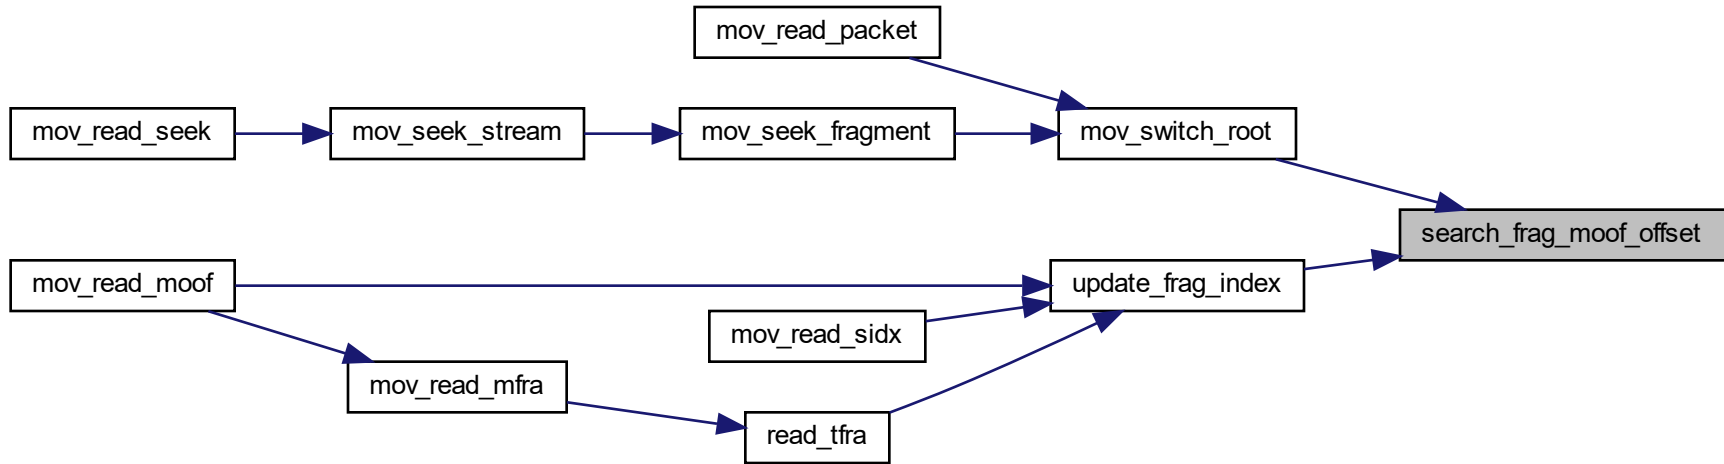 mov_read_packet
mov_read_seek
mov_seek_stream
mov_seek_fragment
mov_switch_root
search_frag_moof_offset
mov_read_moof
update_frag_index
mov_read_sidx
mov_read_mfra
read_tfra